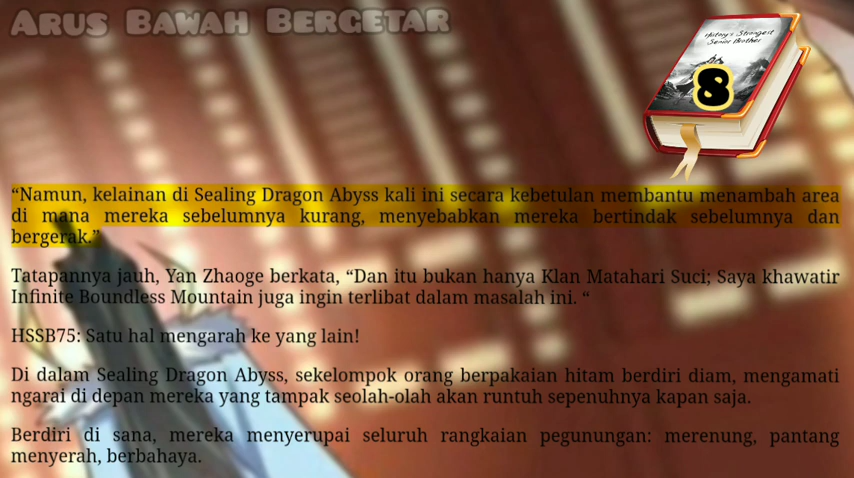 Arus Bawah Bergetar
History's Strongest
Senior Brother
8
“Namun, kelainan di Sealing Dragon Abyss kali ini secara kebetulan membantu menambah area
di mana mereka sebelumnya kurang, menyebabkan mereka bertindak sebelumnya dan
bergerak.”
Tatapannya jauh, Yan Zhaoge berkata, “Dan itu bukan hanya Klan Matahari Suci; Saya khawatir
Infinite Boundless Mountain juga ingin terlibat dalam masalah ini. “
HSSB75: Satu hal mengarah ke yang lain!
Di dalam Sealing Dragon Abyss, sekelompok orang berpakaian hitam berdiri diam, mengamati
ngarai di depan mereka yang tampak seolah-olah akan runtuh sepenuhnya kapan saja.
Berdiri di sana, mereka menyerupai seluruh rangkaian pegunungan: merenung, pantang
menyerah, berbahaya.